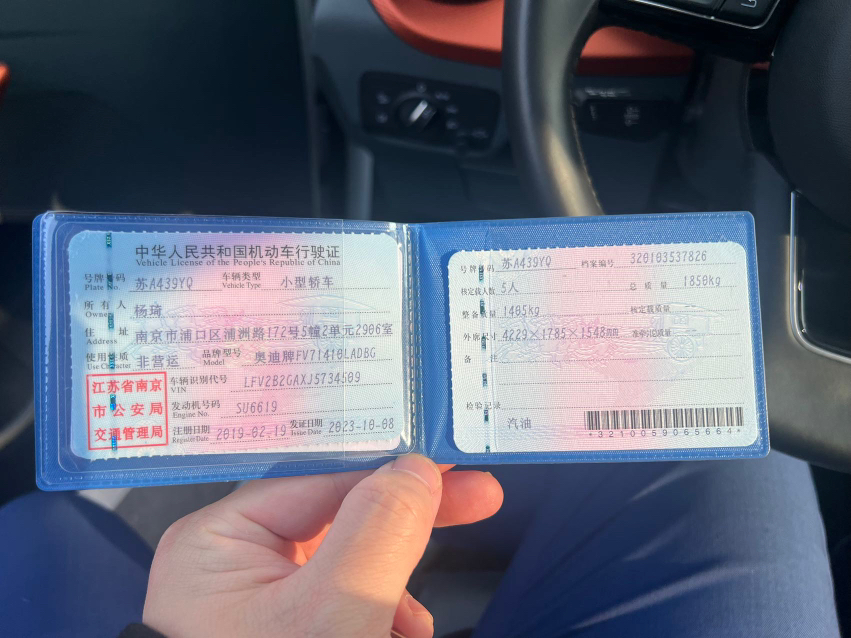 中华人民共和国机动车行驶证
Vehicle License of the People's Republic of China
号牌号码 苏A439YQ 车辆类型 小型轿车
Plate No. Vehicle Type
所有人 杨琦
Owner
住址 南京市浦口区浦洲路172号5幢2单元2906室
Address
使用性质 非营运 品牌型号 奥迪牌FV71410LADBG
Use Character Model
江苏省南京
市公安局
交通管理局
车辆识别代号 LFV2B2GAXJ5734509
VIN
发动机号码 SU6619
Engine No.
注册日期 2019-02-19 发证日期 2023-10-08
Register Date Issue Date
号牌号码 苏A439YQ 档案编号 320103537826
核定载人数 5人 总质量 1850kg
整备质量 1405kg 核定载质量
外廓尺寸 4229×1785×1548mm 准牵引总质量
备注
检验记录
汽油
*3210059065664*